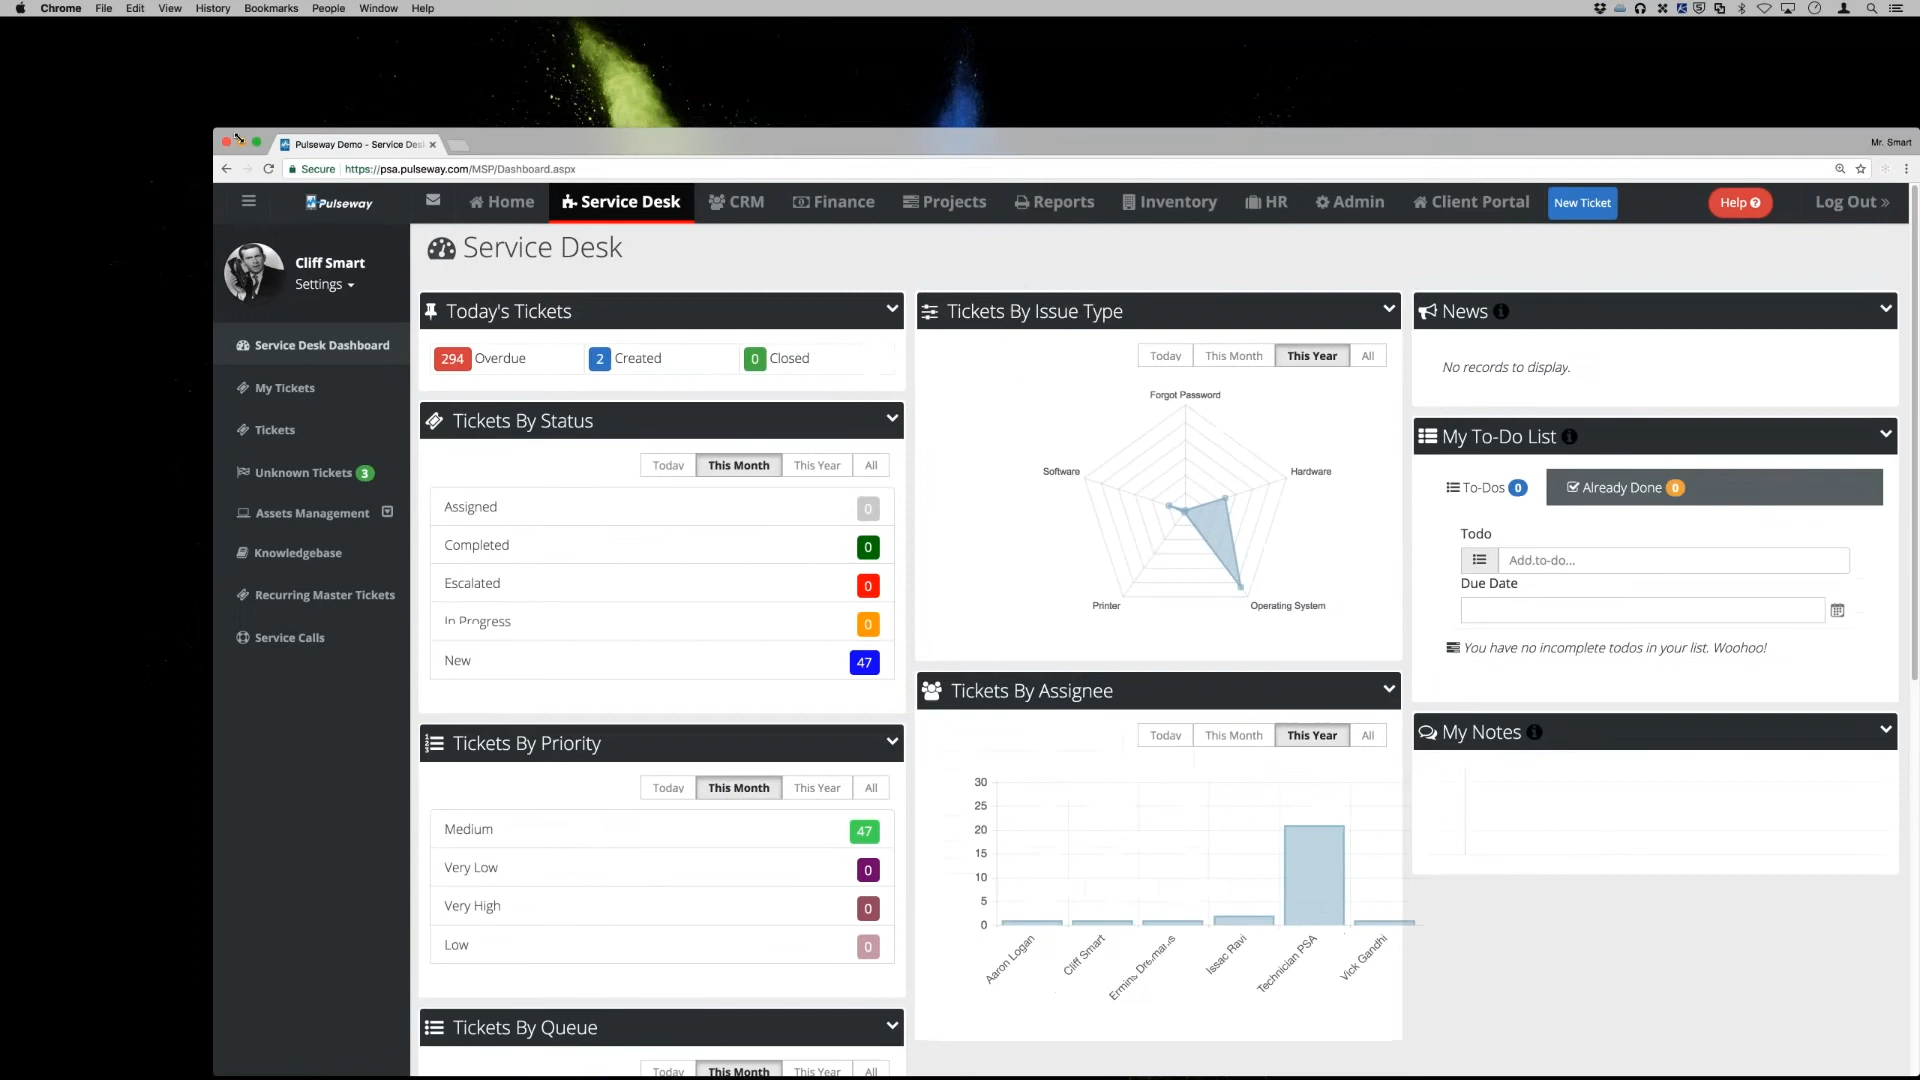 Chrome File Edit View History Bookmarks People Window Help
Pulseway Demo - Service Des
Mr. Smart
Secure https://psa.pulseway.com/MSP/Dashboard.aspx
Pulseway Home Service Desk CRM Finance Projects Reports Inventory HR Admin Client Portal New Ticket Help Log Out »
Cliff Smart
Settings
Service Desk Dashboard
My Tickets
Tickets
Unknown Tickets 3
Assets Management
Knowledgebase
Recurring Master Tickets
Service Calls
Service Desk
Today's Tickets
294 Overdue 2 Created 0 Closed
Tickets By Status
Today This Month This Year All
Assigned 0
Completed 0
Escalated 0
In Progress 0
New 47
Tickets By Priority
Today This Month This Year All
Medium 47
Very Low 0
Very High 0
Low 0
Tickets By Queue
Today This Month This Year All
Tickets By Issue Type
Today This Month This Year All
Forgot Password
Software Hardware
Printer Operating System
Tickets By Assignee
Today This Month This Year All
30
25
20
15
10
5
0
Aaron Logan Cliff Smart Issac Ravi Technician PSA Vick Gandhi
News
No records to display.
My To-Do List
To-Dos 0 Already Done 0
Todo
Add.to-do...
Due Date
You have no incomplete todos in your list. Woohoo!
My Notes